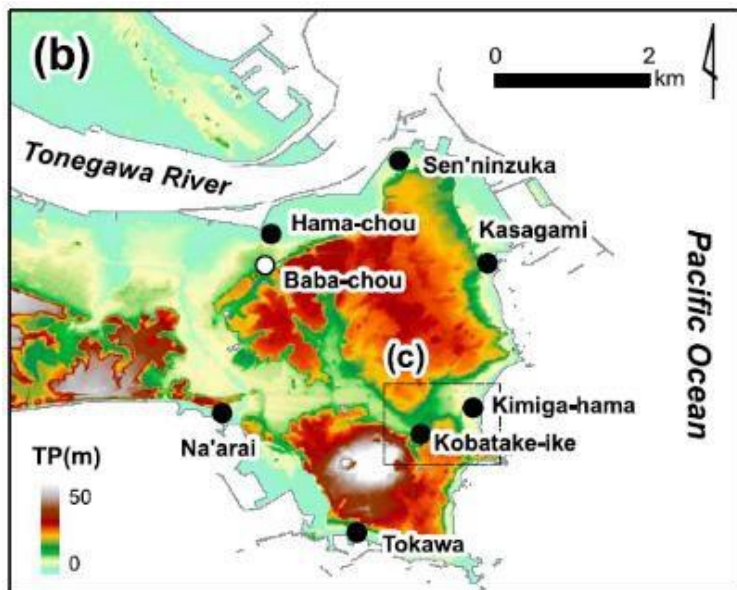 (b)
0 2
km
Tonegawa River
Sen'ninzuka
Hama-chou
Kasagami
Baba-chou
Pacific Ocean
(c)
Kimiga-hama
Na'arai
Kobatake-ike
TP(m)
50
0
Tokawa